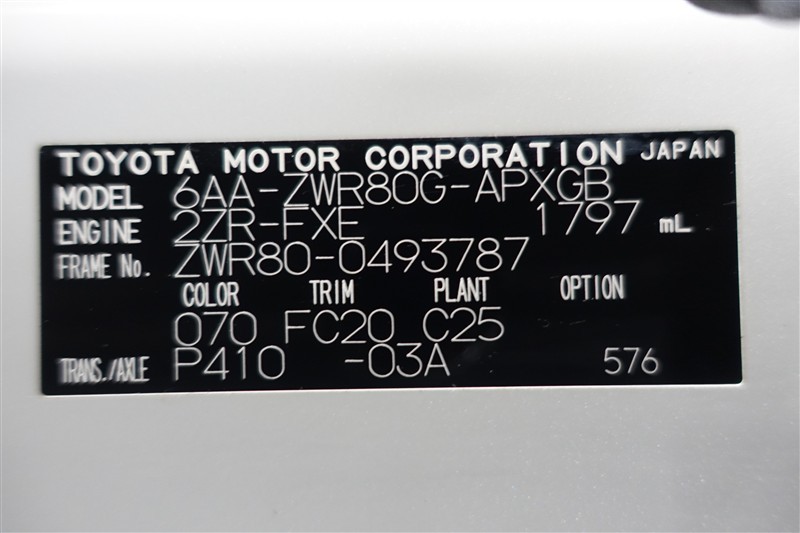 TOYOTA MOTOR CORPORATION JAPAN
MODEL 6AA-ZWR80G-APXGB
ENGINE 2ZR-FXE 1797 mL
FRAME No. ZWR80-0493787
COLOR TRIM PLANT OPTION
070 FC20 C25
TRANS./AXLE P410 -03A 576